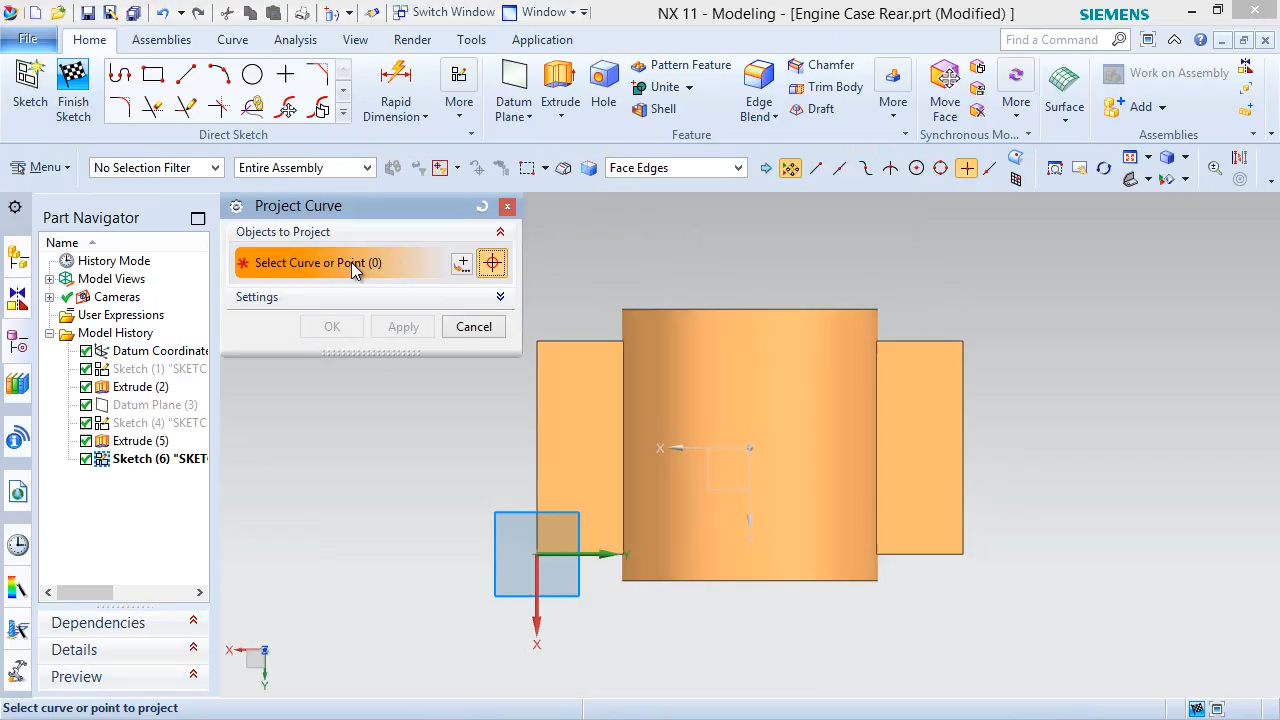 NX 11 - Modeling - [Engine Case Rear.prt (Modified) ]
SIEMENS
Switch Window
Window
File
Home
Assemblies
Curve
Analysis
View
Render
Tools
Application
Find a Command
Sketch
Finish Sketch
Direct Sketch
Rapid Dimension
More
Datum Plane
Extrude
Hole
Pattern Feature
Unite
Shell
Edge Blend
Chamfer
Trim Body
Draft
More
Feature
Move Face
More
Synchronous Mo...
Surface
Work on Assembly
Add
Assemblies
Menu
No Selection Filter
Entire Assembly
Face Edges
Part Navigator
Name
History Mode
Model Views
Cameras
User Expressions
Model History
Datum Coordinate
Sketch (1) "SKETC
Extrude (2)
Datum Plane (3)
Sketch (4) "SKETC
Extrude (5)
Sketch (6) "SKET
Dependencies
Details
Preview
Project Curve
Objects to Project
Select Curve or Point (0)
Settings
OK
Apply
Cancel
X
Y
X
X
Z
Y
Select curve or point to project